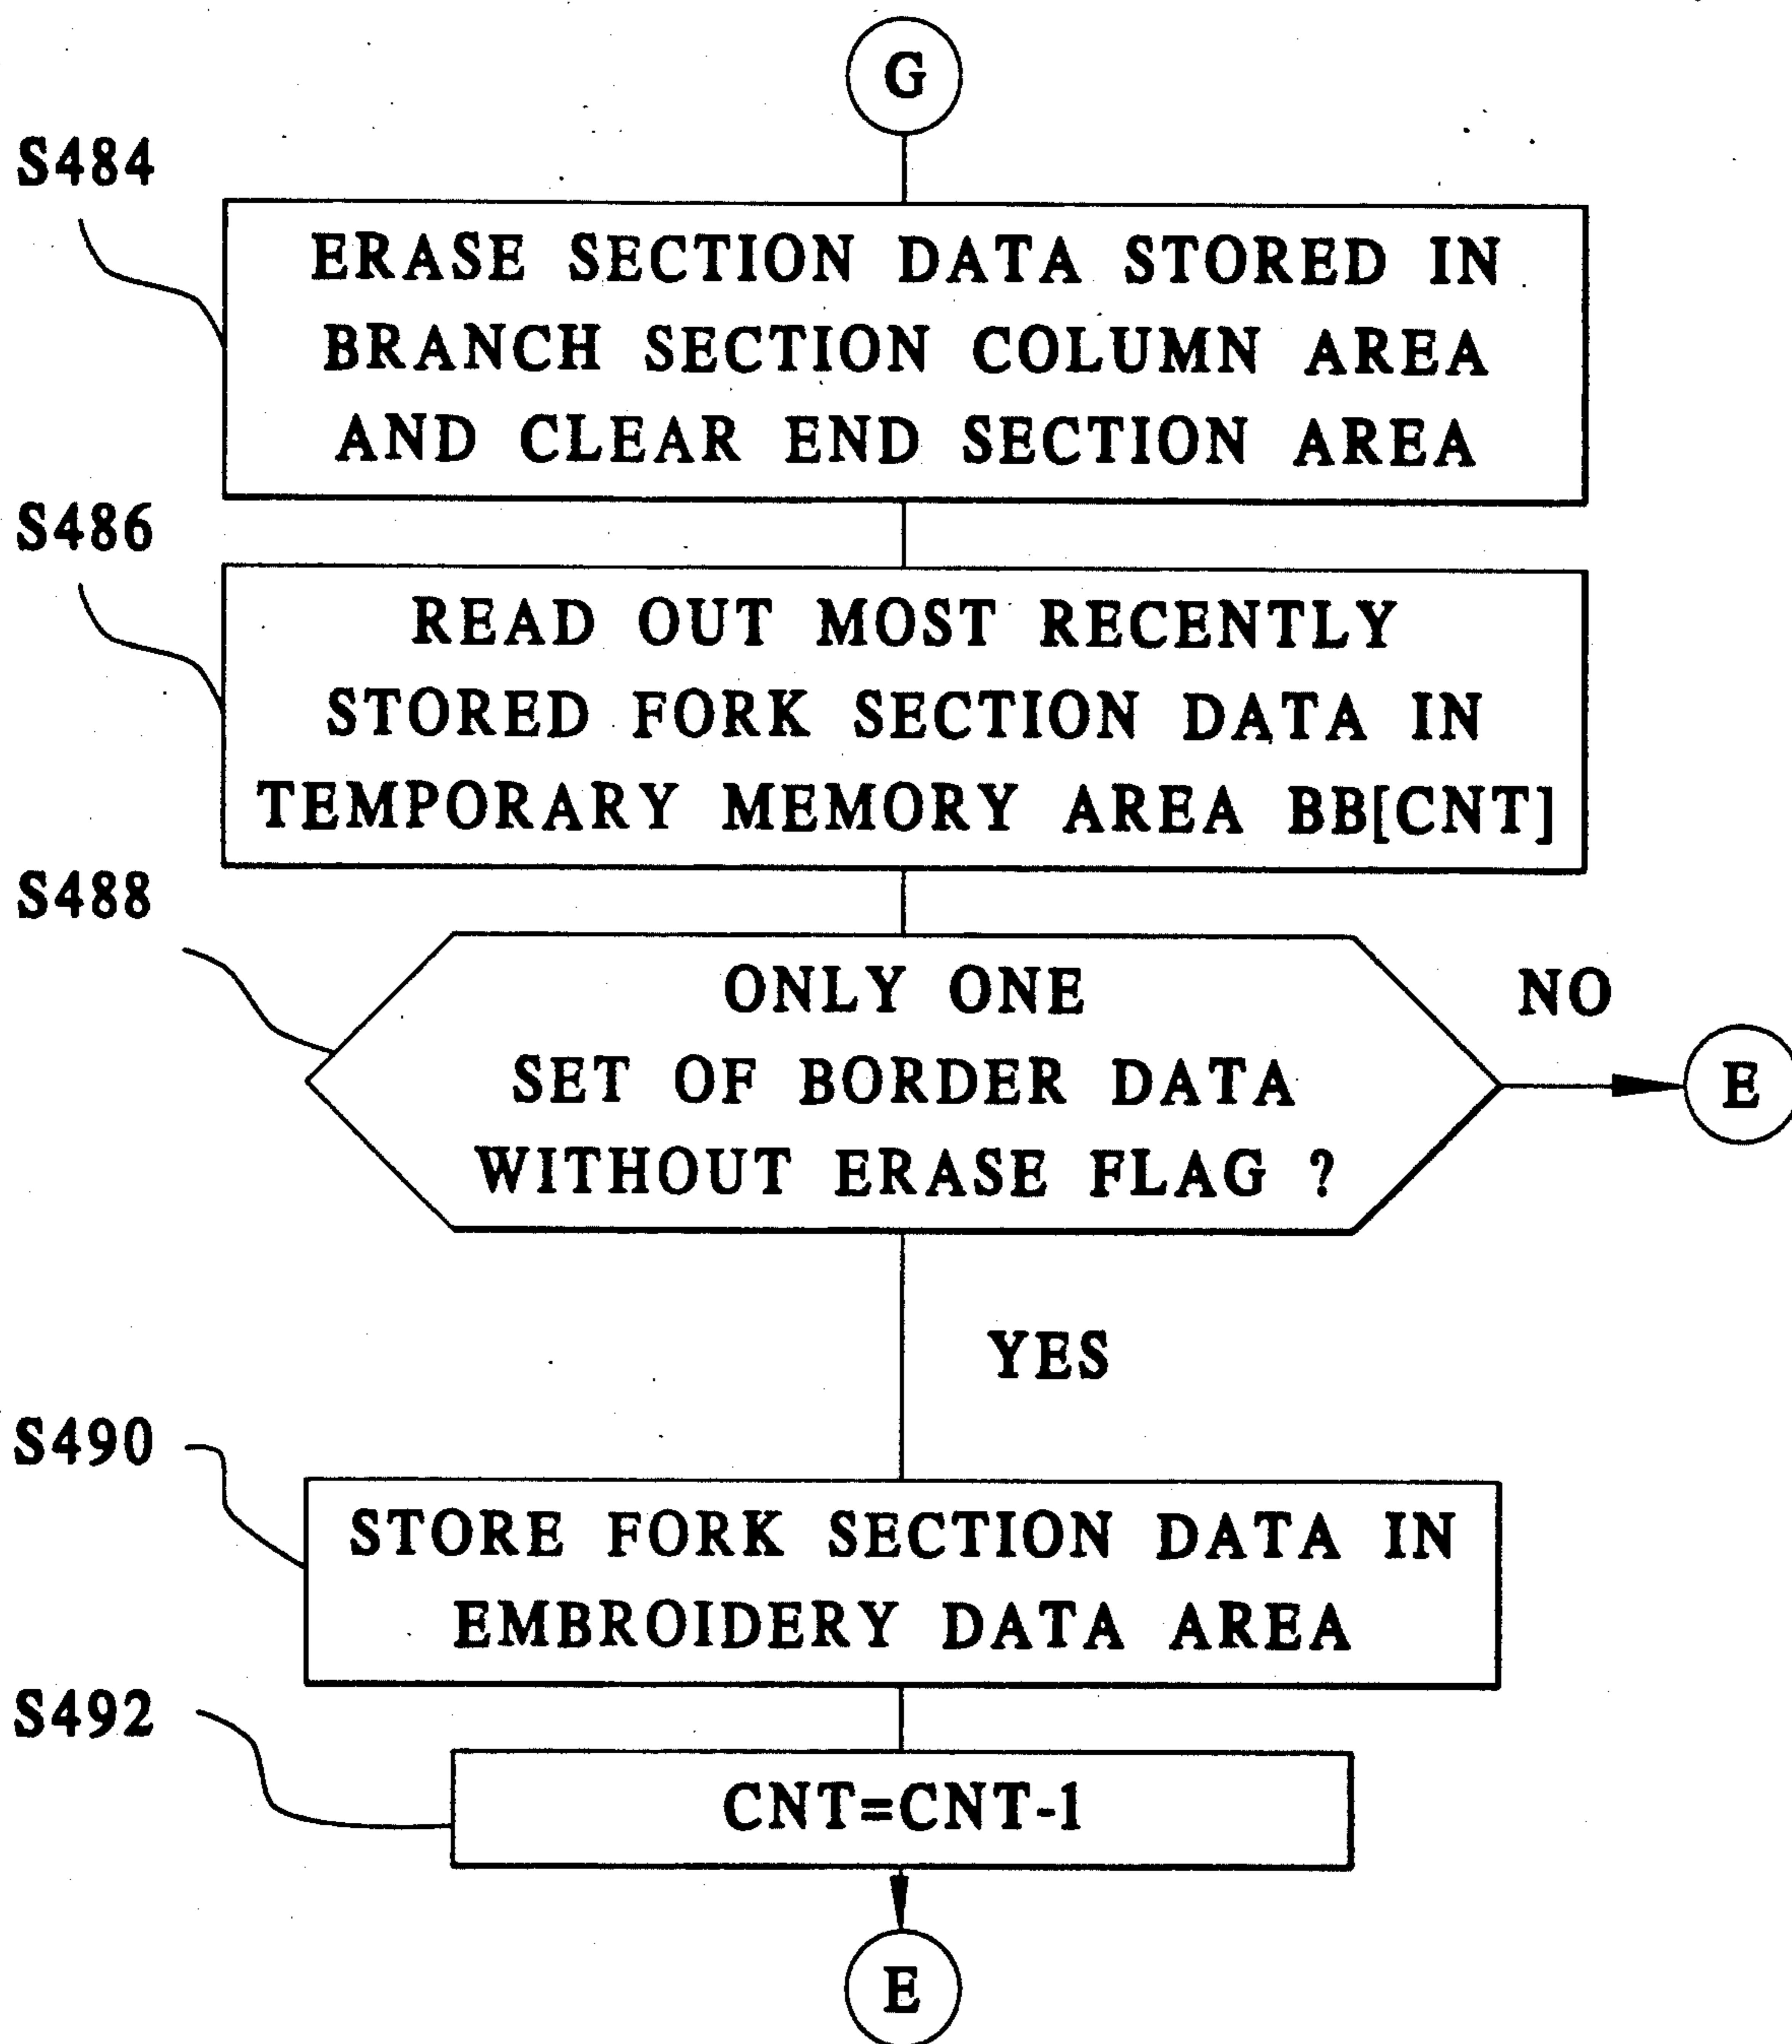 G
S484
ERASE SECTION DATA STORED IN
BRANCH SECTION COLUMN AREA
AND CLEAR END SECTION AREA
S486
READ OUT MOST RECENTLY
STORED FORK SECTION DATA IN
TEMPORARY MEMORY AREA BB[CNT]
S488
ONLY ONE
SET OF BORDER DATA
WITHOUT ERASE FLAG ?
NO
E
YES
S490
STORE FORK SECTION DATA IN
EMBROIDERY DATA AREA
S492
CNT=CNT-1
E